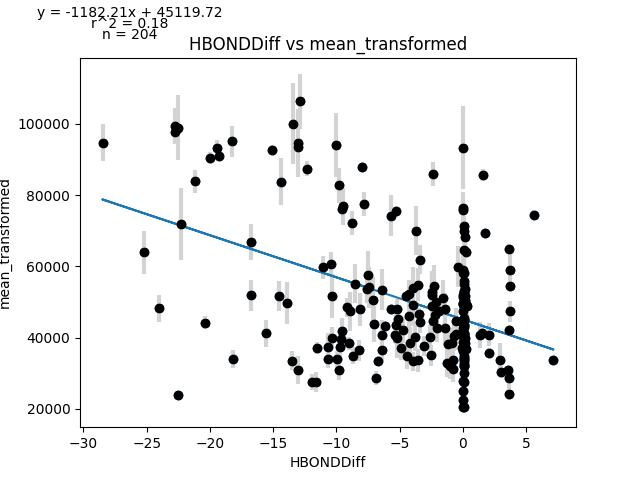 y = -1182.21x + 45119.72
r^2 = 0.18
n = 204
HBONDDiff vs mean_transformed
100000
80000
60000
40000
20000
mean_transformed
−30 −25 −20 −15 −10 −5 0 5
HBONDDiff